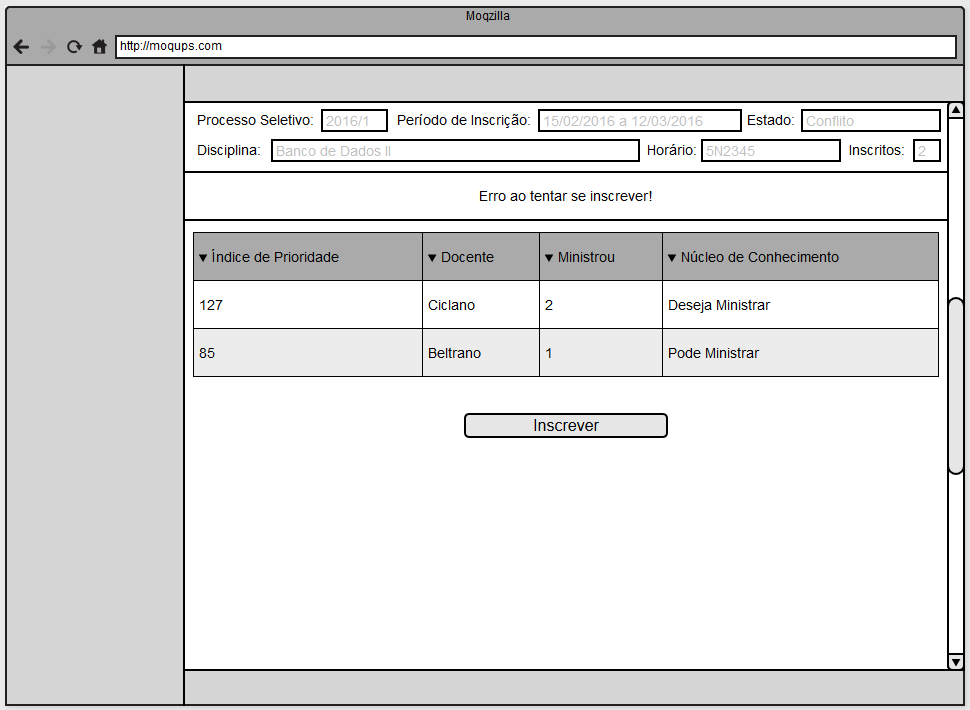 Moqzilla
http://moqups.com
Processo Seletivo: 2016/1 Período de Inscrição: 15/02/2016 a 12/03/2016 Estado: Conflito
Disciplina: Banco de Dados II Horário: 5N2345 Inscritos: 2
Erro ao tentar se inscrever!
▼ Índice de Prioridade ▼ Docente ▼ Ministrou ▼ Núcleo de Conhecimento
127 Ciclano 2 Deseja Ministrar
85 Beltrano 1 Pode Ministrar
Inscrever